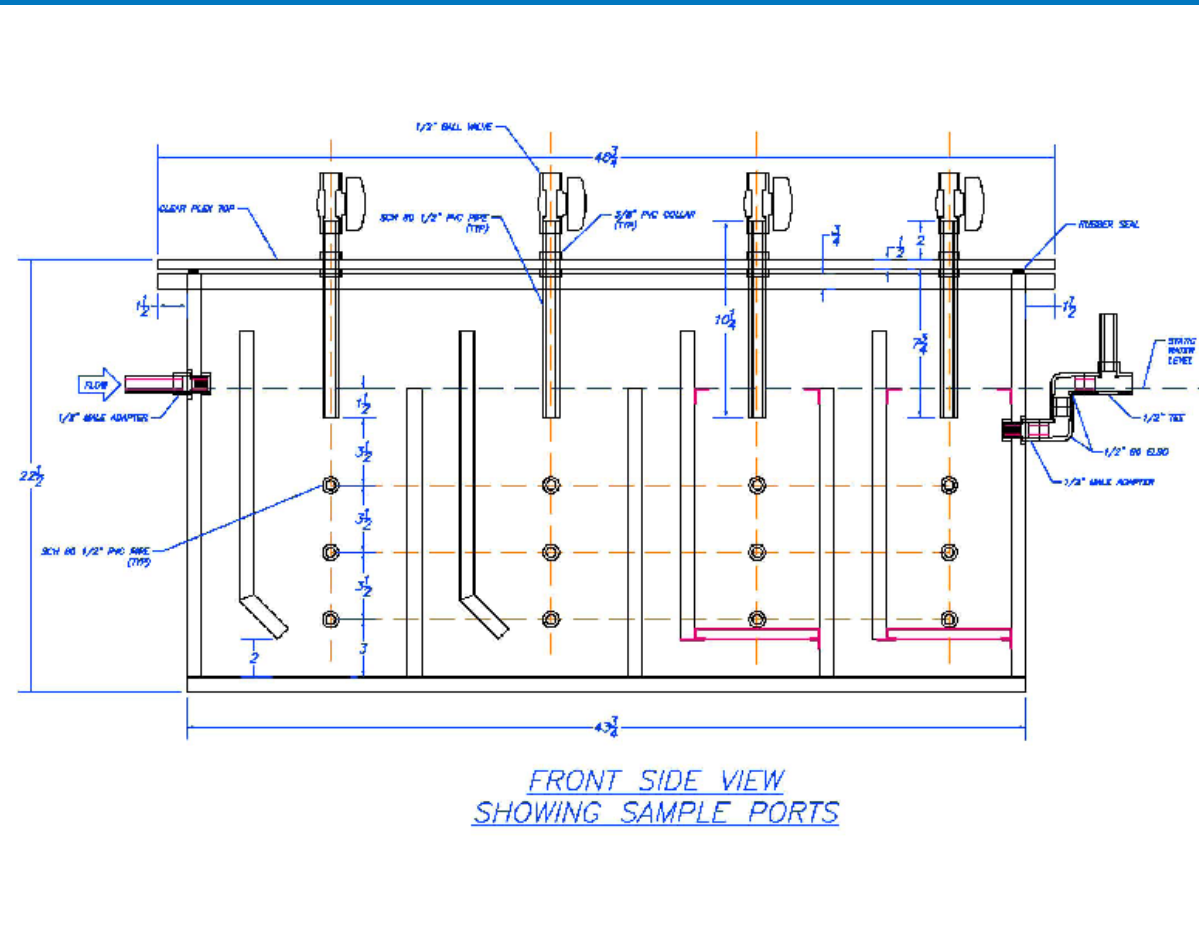 1/2" BALL VALVE
CLEAR PLEX TOP
SCH 80 1/2" PVC PIPE
(TYP)
5/8" PVC COLLAR
(TYP)
3/4
1/2
2
RUBBER SEAL
1 1/2
10 1/4
7 3/4
1 1/2
STATIC
WATER
LEVEL
FLOW
1 1/2
1/2" MALE ADAPTER
1/2" TEE
3 1/2
1/2" 90 ELBO
22 1/2
1/2" MALE ADAPTER
3 1/2
SCH 80 1/2" PVC PIPE
(TYP)
3 1/2
2
3
43 3/4
FRONT SIDE VIEW
SHOWING SAMPLE PORTS